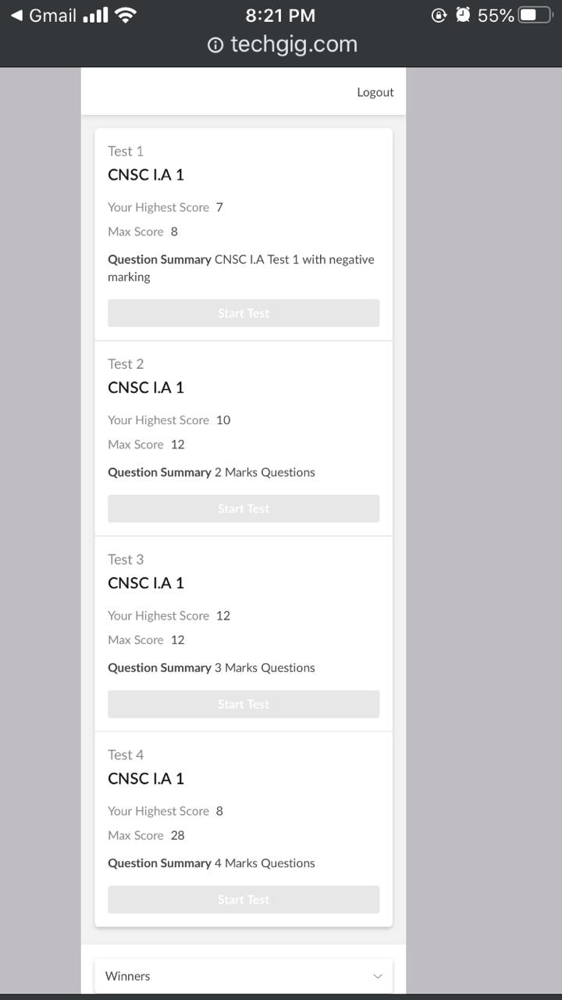 Gmail 8:21 PM 55%
techgig.com
Logout
Test 1
CNSC I.A 1
Your Highest Score 7
Max Score 8
Question Summary CNSC I.A Test 1 with negative
marking
Start Test
Test 2
CNSC I.A 1
Your Highest Score 10
Max Score 12
Question Summary 2 Marks Questions
Start Test
Test 3
CNSC I.A 1
Your Highest Score 12
Max Score 12
Question Summary 3 Marks Questions
Start Test
Test 4
CNSC I.A 1
Your Highest Score 8
Max Score 28
Question Summary 4 Marks Questions
Start Test
Winners